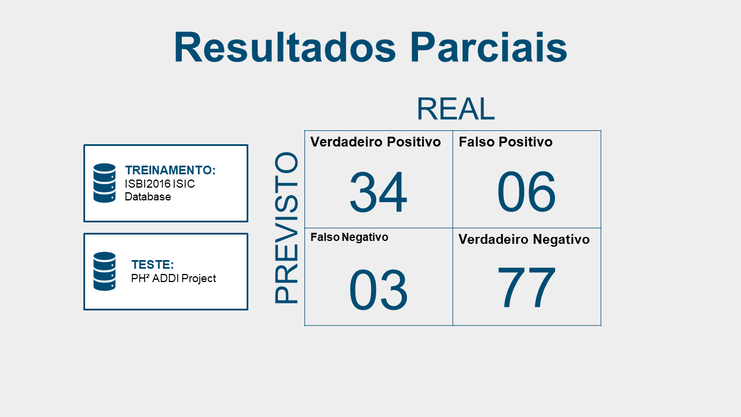 Resultados Parciais
TREINAMENTO:
ISBI2016 ISIC
Database
TESTE:
PH² ADDI Project
REAL
PREVISTO
Verdadeiro Positivo
34
Falso Positivo
06
Falso Negativo
03
Verdadeiro Negativo
77